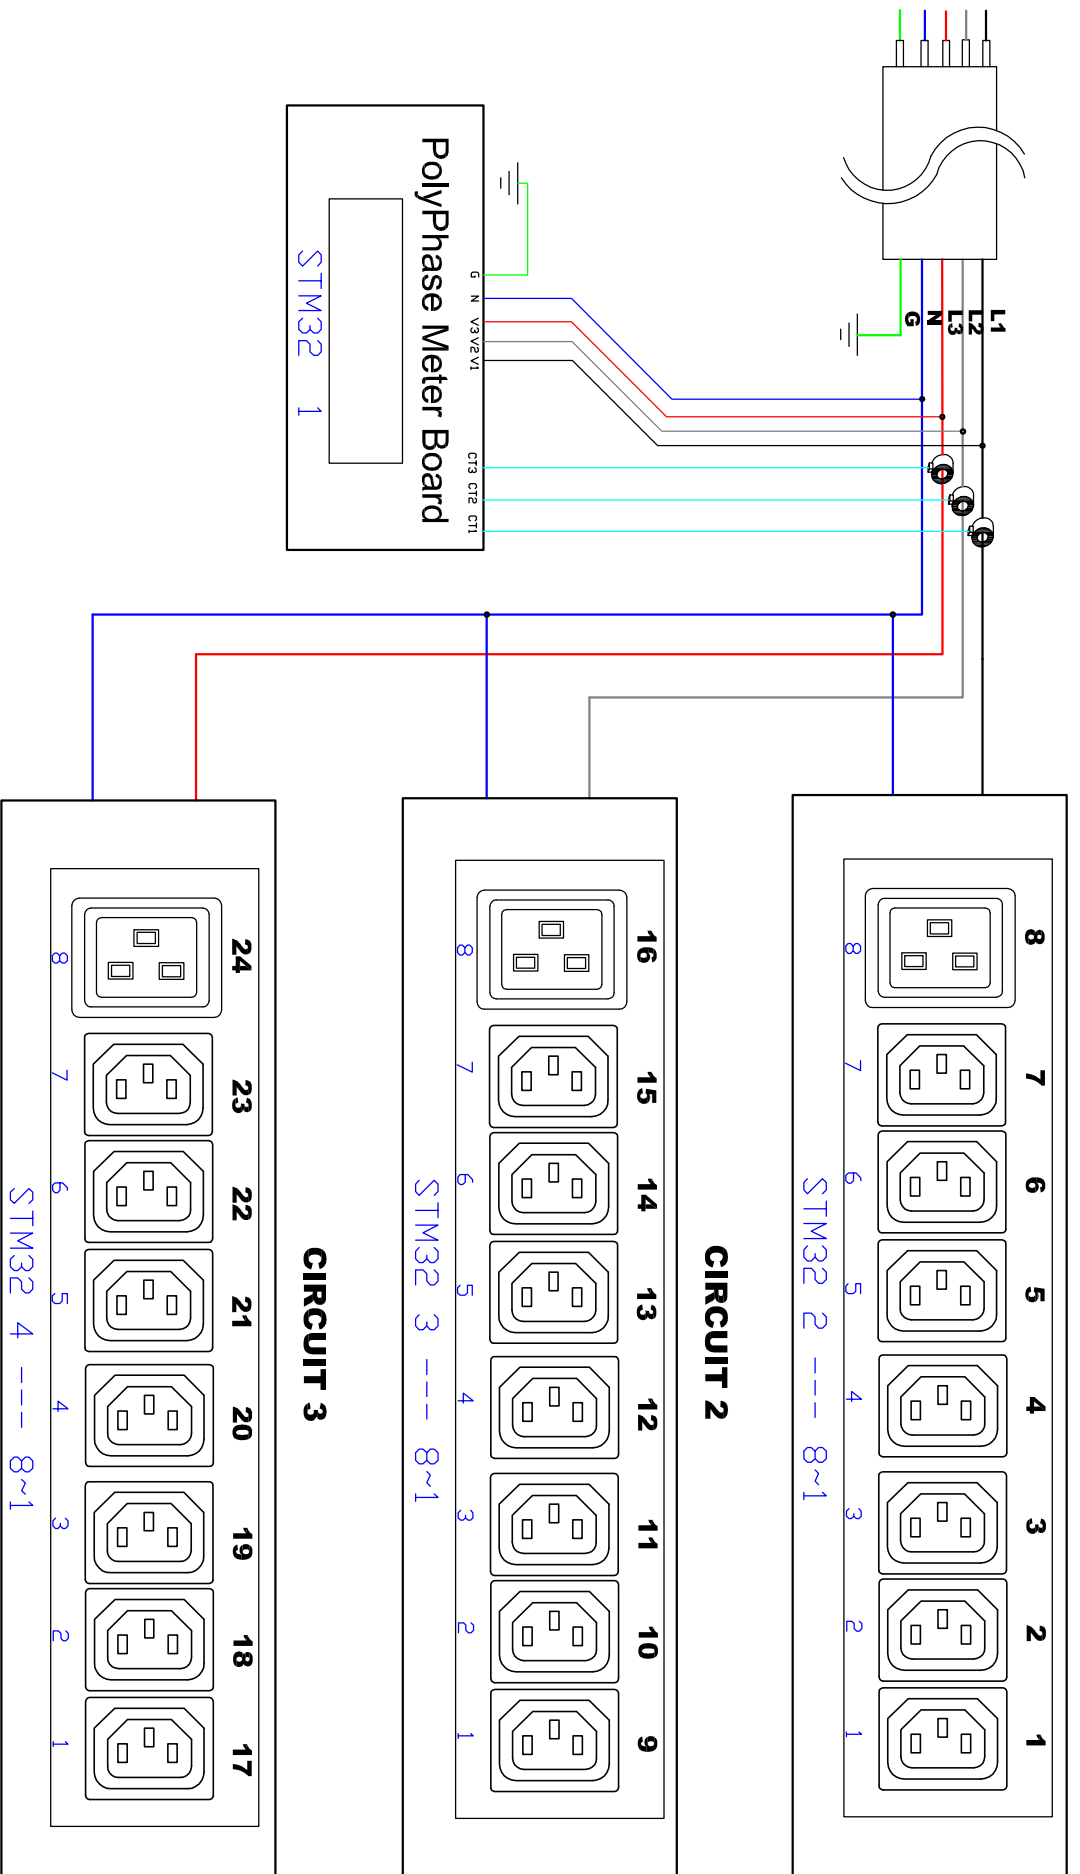 L1
L2
L3
N
G
PolyPhase Meter Board
STM32 1
G
N
V3
V2
V1
CT3
CT2
CT1
8
7
6
5
4
3
2
1
8
7
6
5
4
3
2
1
STM32 2 --- 8~1
CIRCUIT 2
16
15
14
13
12
11
10
9
8
7
6
5
4
3
2
1
STM32 3 --- 8~1
CIRCUIT 3
24
23
22
21
20
19
18
17
8
7
6
5
4
3
2
1
STM32 4 --- 8~1